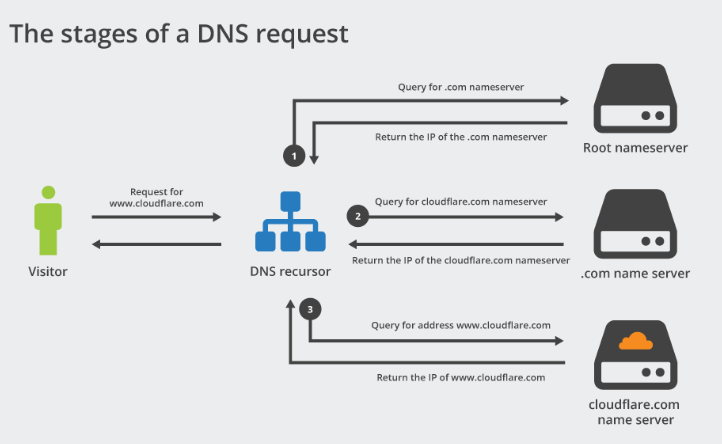 The stages of a DNS request
Query for .com nameserver
Return the IP of the .com nameserver
1
Root nameserver
Request for
www.cloudflare.com
Visitor
DNS recursor
2
Query for cloudflare.com nameserver
Return the IP of the cloudflare.com nameserver
.com name server
3
Query for address www.cloudflare.com
Return the IP of www.cloudflare.com
cloudflare.com
name server